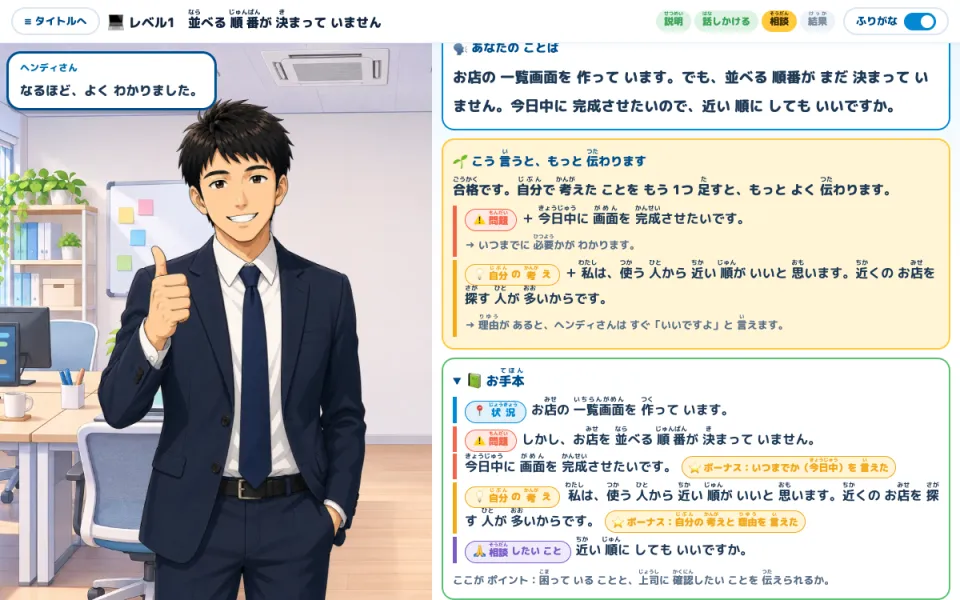 ≡ タイトルへ
💻 レベル1 並べる 順番が 決まって いません
説明 話しかける 相談 結果
ふりがな
ヘンディさん
なるほど、よく わかりました。
🗣️ あなたの ことば
お店の 一覧画面を 作って います。でも、並べる 順番が まだ 決まって い
ません。今日中に 完成させたいので、近い 順に しても いいですか。
🌱 こう 言うと、もっと 伝わります
合格です。自分で 考えた ことを もう 1つ 足すと、もっと よく 伝わります。
⚠️ 問題 + 今日中に 画面を 完成させたいです。
→ いつまでに 必要かが わかります。
💡 自分の 考え + 私は、使う 人から 近い 順が いいと 思います。近くの お店を
探す 人が 多いからです。
→ 理由が あると、ヘンディさんは すぐ「いいですよ」と 言えます。
▼ 📗 お手本
📍 状況 お店の 一覧画面を 作って います。
⚠️ 問題 しかし、お店を 並べる 順番が 決まって いません。
今日中に 画面を 完成させたいです。 ⭐ ボーナス：いつまでか（今日中）を 言えた
💡 自分の 考え 私は、使う 人から 近い 順が いいと 思います。近くの お店を 探
す 人が 多いからです。 ⭐ ボーナス：自分の 考えと 理由を 言えた
🙏 相談したい こと 近い 順に しても いいですか。
ここが ポイント：困って いる ことと、上司に 確認したい ことを 伝えられるか。